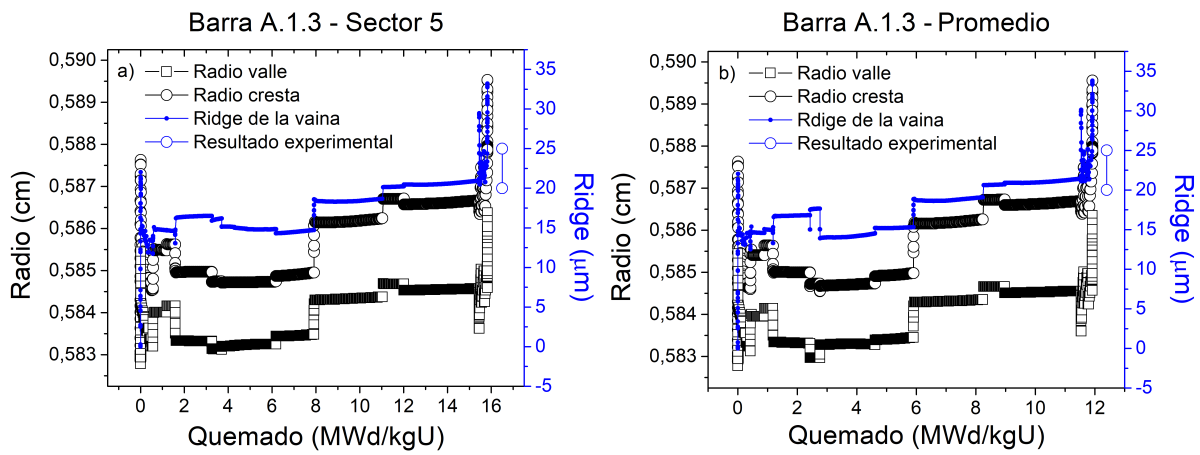 Barra A.1.3 - Sector 5
a)
Radio valle
Radio cresta
Ridge de la vaina
Resultado experimental
0,590
0,589
0,588
0,587
0,586
0,585
0,584
0,583
Radio (cm)
35
30
25
20
15
10
5
0
-5
Ridge (μm)
0 2 4 6 8 10 12 14 16
Quemado (MWd/kgU)
Barra A.1.3 - Promedio
b)
Radio valle
Radio cresta
Rdige de la vaina
Resultado experimental
0,590
0,589
0,588
0,587
0,586
0,585
0,584
0,583
Radio (cm)
35
30
25
20
15
10
5
0
-5
Ridge (μm)
0 2 4 6 8 10 12
Quemado (MWd/kgU)